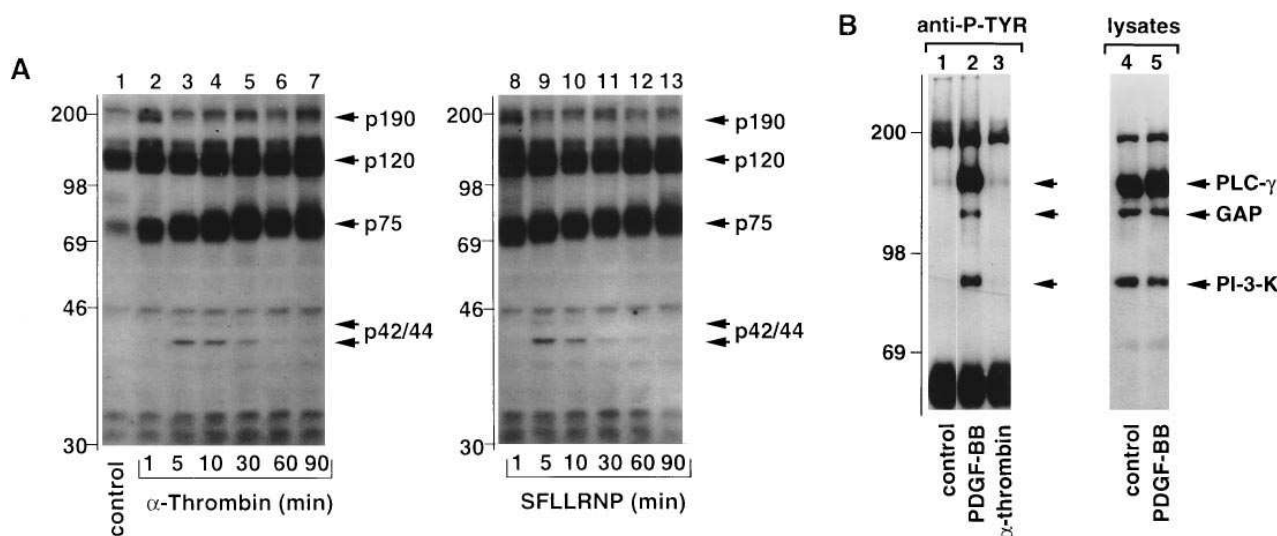 A
1 2 3 4 5 6 7
200
98
69
46
30
p190
p120
p75
p42/44
control
1 5 10 30 60 90
α-Thrombin (min)
8 9 10 11 12 13
200
98
69
46
30
p190
p120
p75
p42/44
1 5 10 30 60 90
SFLLRNP (min)
B
anti-P-TYR
lysates
1 2 3
4 5
200
98
69
PLC-γ
GAP
PI-3-K
control
PDGF-BB
α-thrombin
control
PDGF-BB